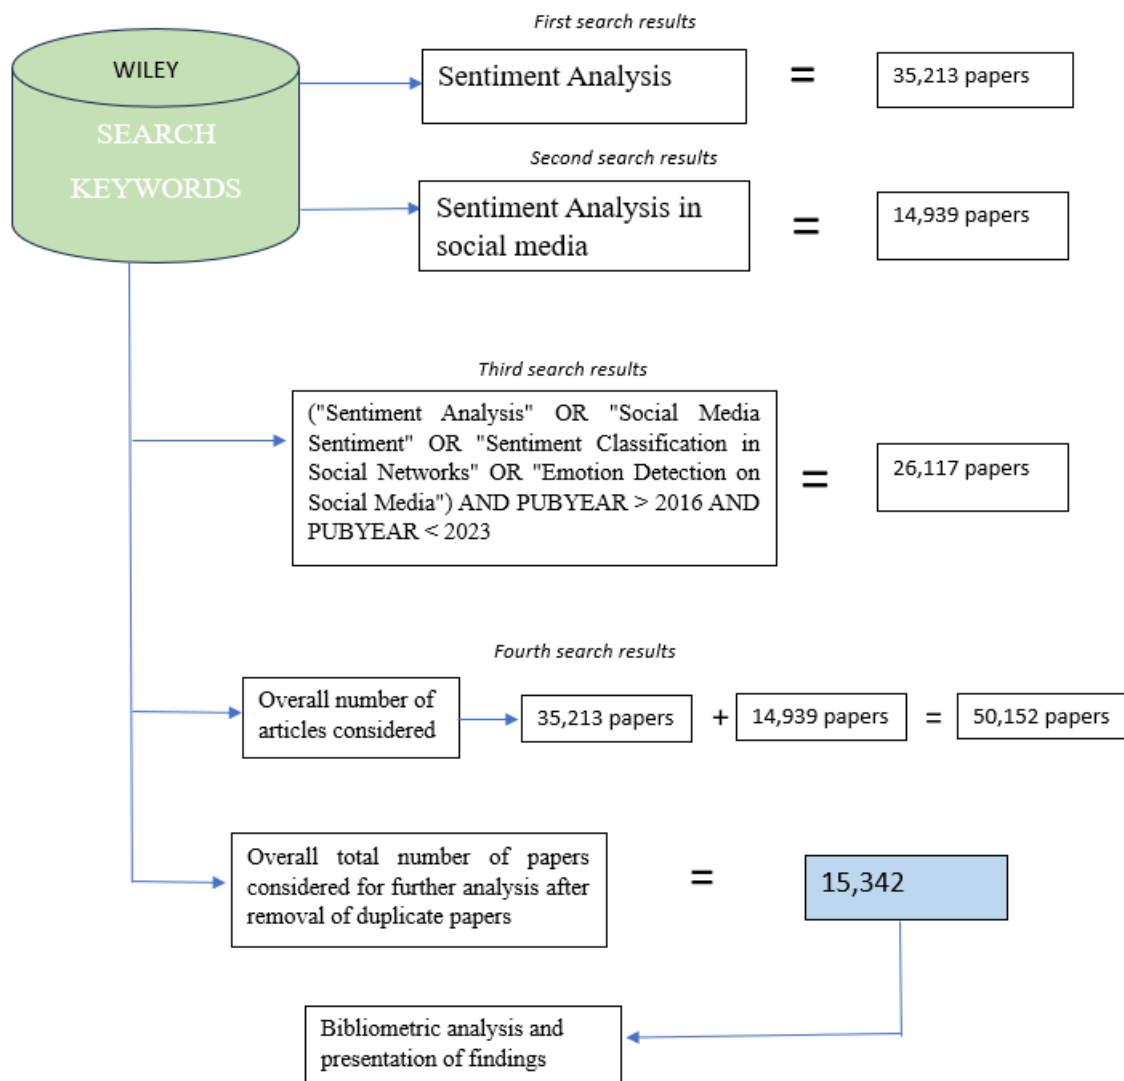 First search results
WILEY
SEARCH
KEYWORDS
Sentiment Analysis
=
35,213 papers
Second search results
Sentiment Analysis in
social media
=
14,939 papers
Third search results
("Sentiment Analysis" OR "Social Media
Sentiment" OR "Sentiment Classification in
Social Networks" OR "Emotion Detection on
Social Media") AND PUBYEAR > 2016 AND
PUBYEAR < 2023
=
26,117 papers
Fourth search results
Overall number of
articles considered
35,213 papers + 14,939 papers = 50,152 papers
Overall total number of papers
considered for further analysis after
removal of duplicate papers
=
15,342
Bibliometric analysis and
presentation of findings